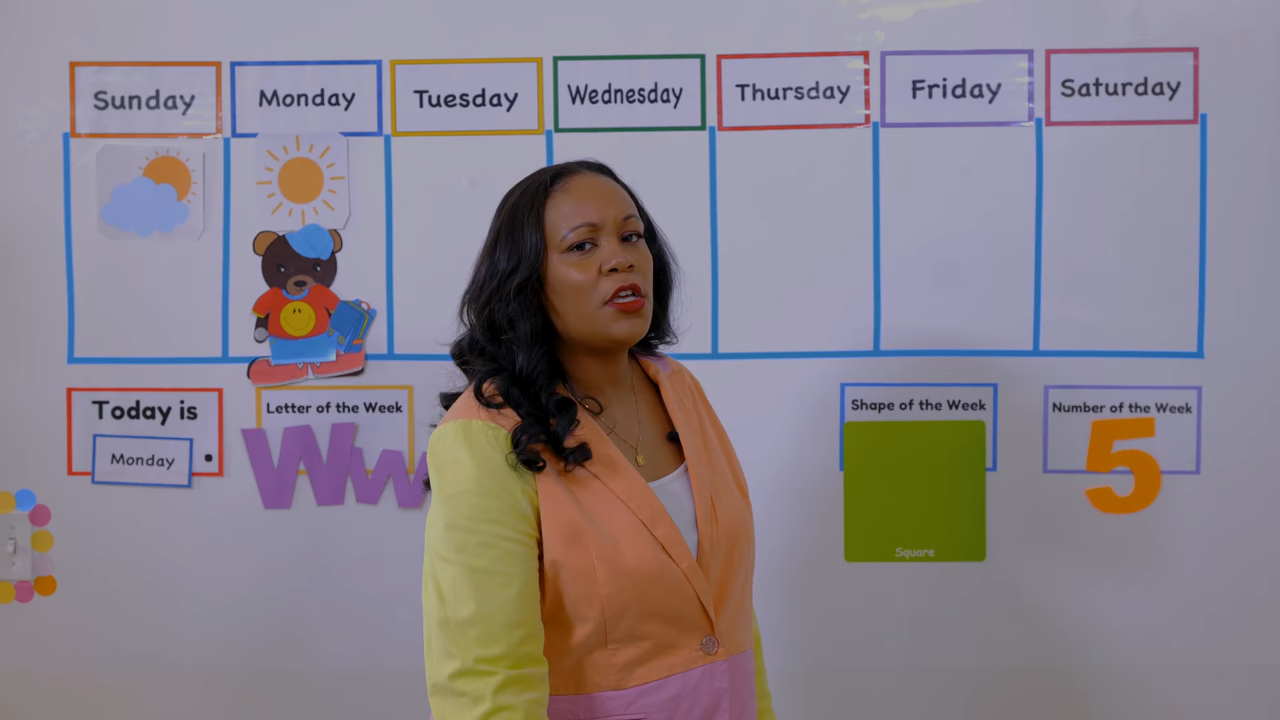 Sunday Monday Tuesday Wednesday Thursday Friday Saturday
Today is
Monday .
Letter of the Week
Ww
Shape of the Week
Square
Number of the Week
5